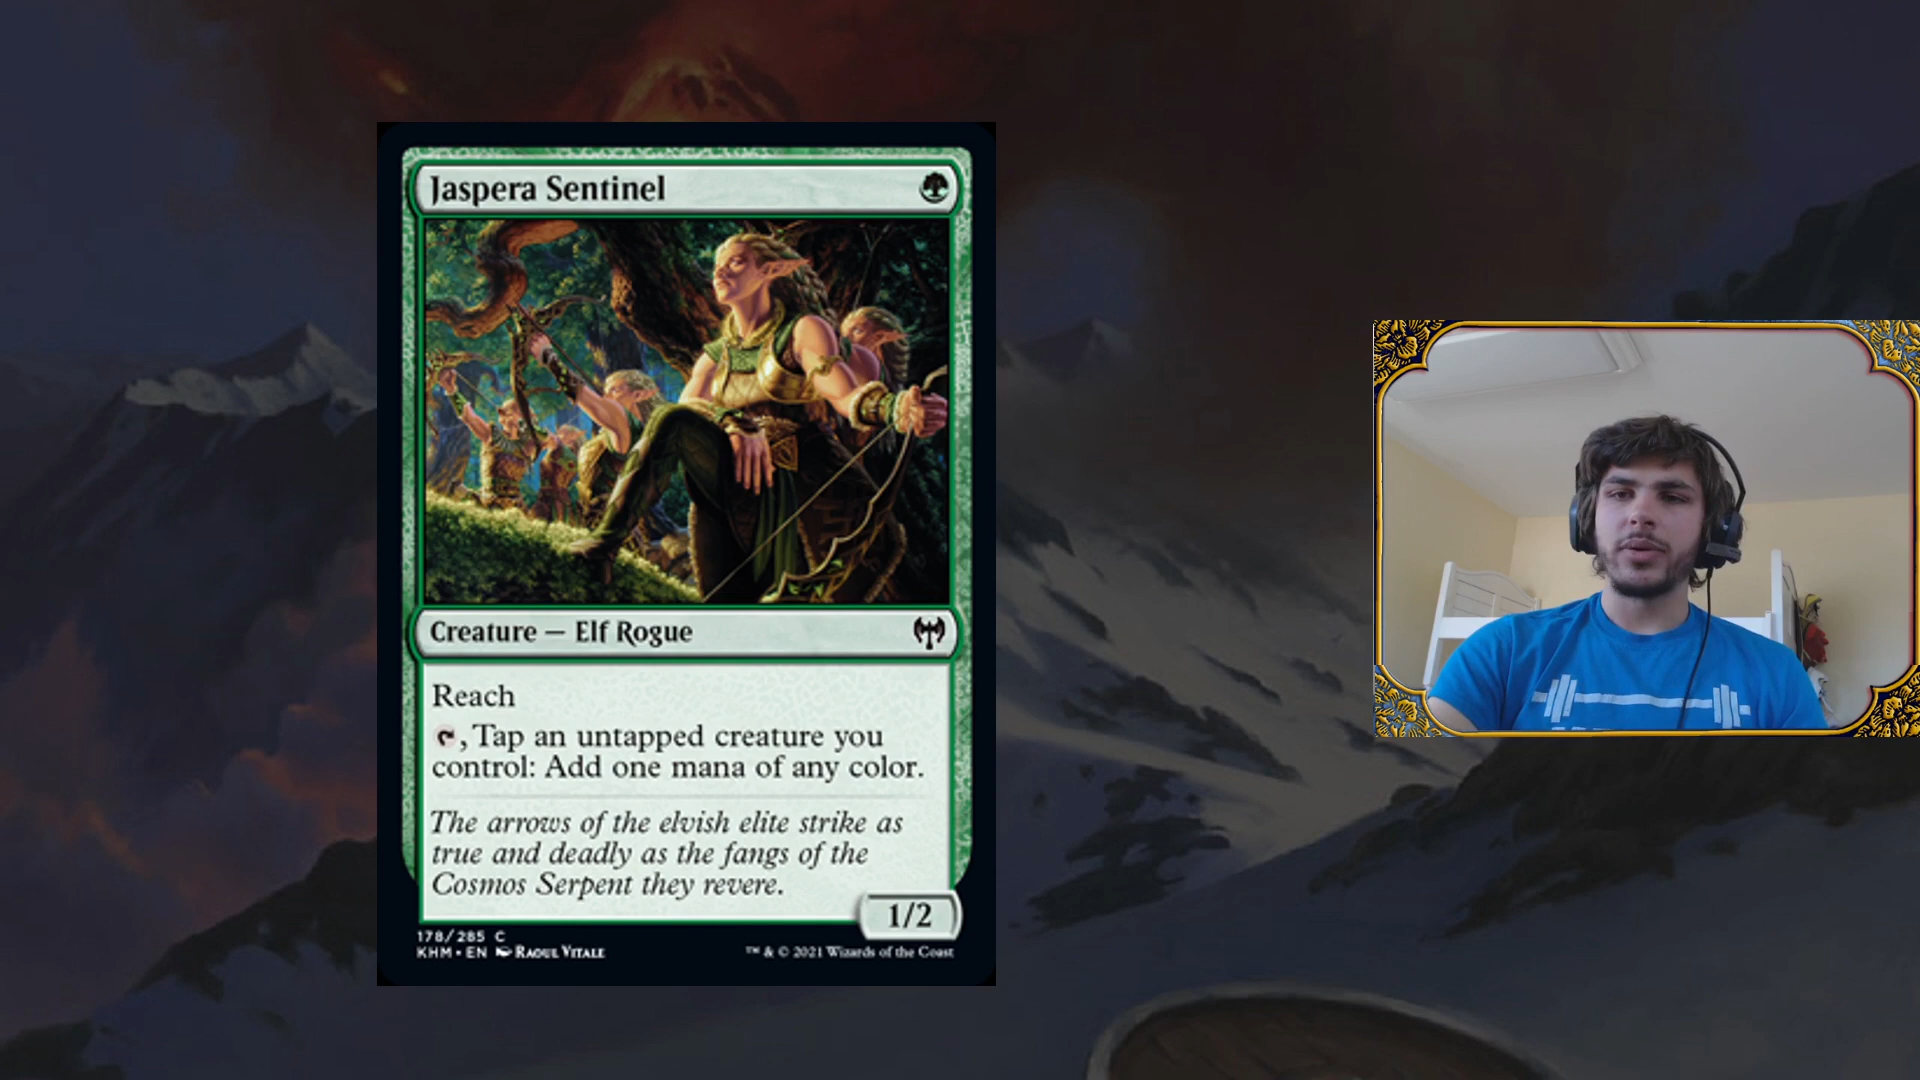 Jaspera Sentinel
Creature — Elf Rogue
Reach
, Tap an untapped creature you
control: Add one mana of any color.
The arrows of the elvish elite strike as
true and deadly as the fangs of the
Cosmos Serpent they revere.
1/2
178/285 C
KHM • EN Raoul Vitale
™ & © 2021 Wizards of the Coast